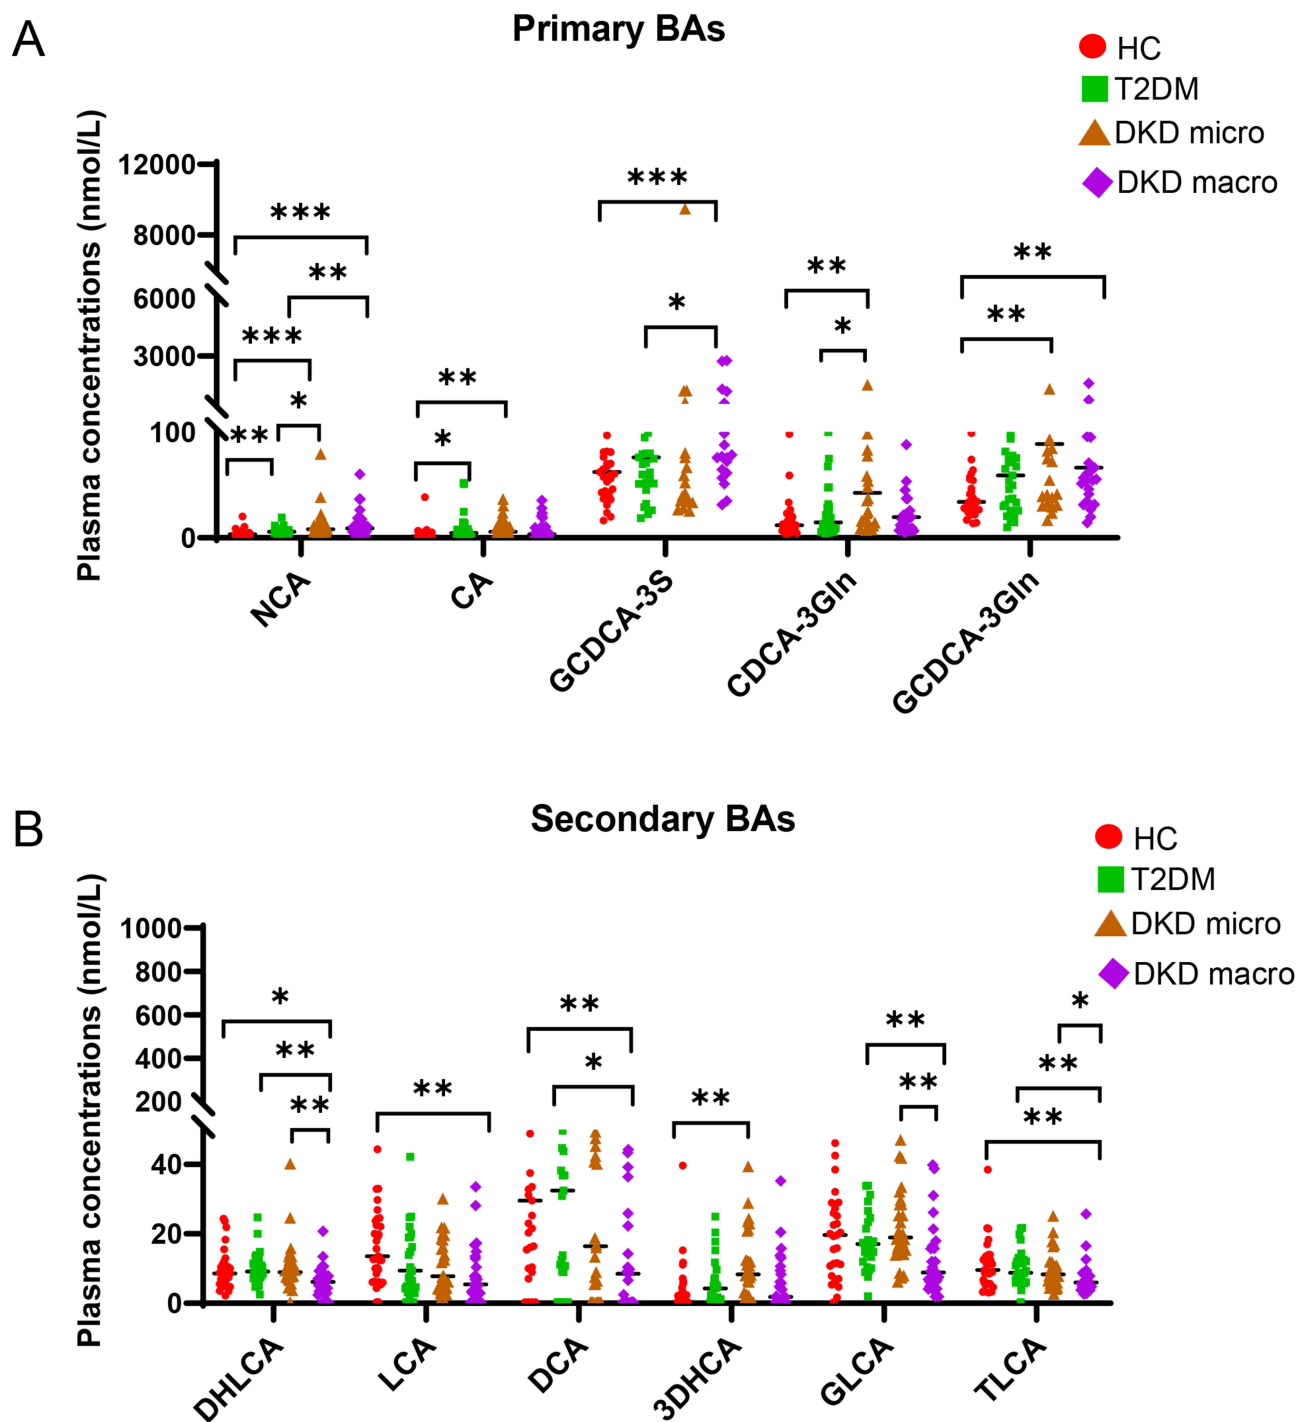 A
Primary BAs
HC
T2DM
DKD micro
DKD macro
Plasma concentrations (nmol/L)
12000
8000
6000
3000
100
0
***
**
***
*
**
**
*
***
*
**
*
**
**
NCA
CA
GCDCA-3S
CDCA-3Gln
GCDCA-3Gln
B
Secondary BAs
HC
T2DM
DKD micro
DKD macro
Plasma concentrations (nmol/L)
1000
800
600
400
200
40
20
0
*
**
**
**
**
*
**
**
**
*
**
**
DHLCA
LCA
DCA
3DHCA
GLCA
TLCA